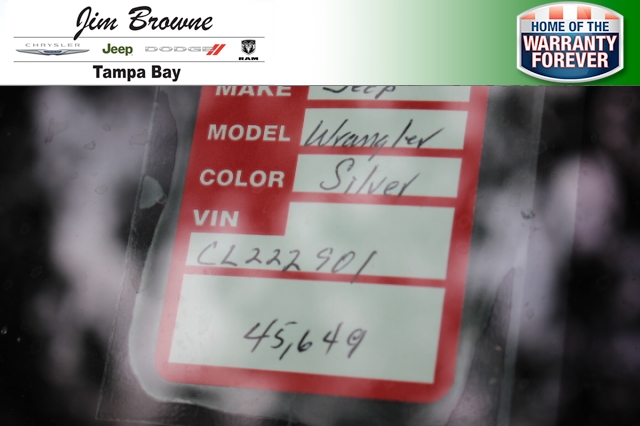 Jim Browne
CHRYSLER Jeep DODGE RAM
Tampa Bay
HOME OF THE
WARRANTY
FOREVER
MAKE Jeep
MODEL Wrangler
COLOR Silver
VIN
CL222901
45,649